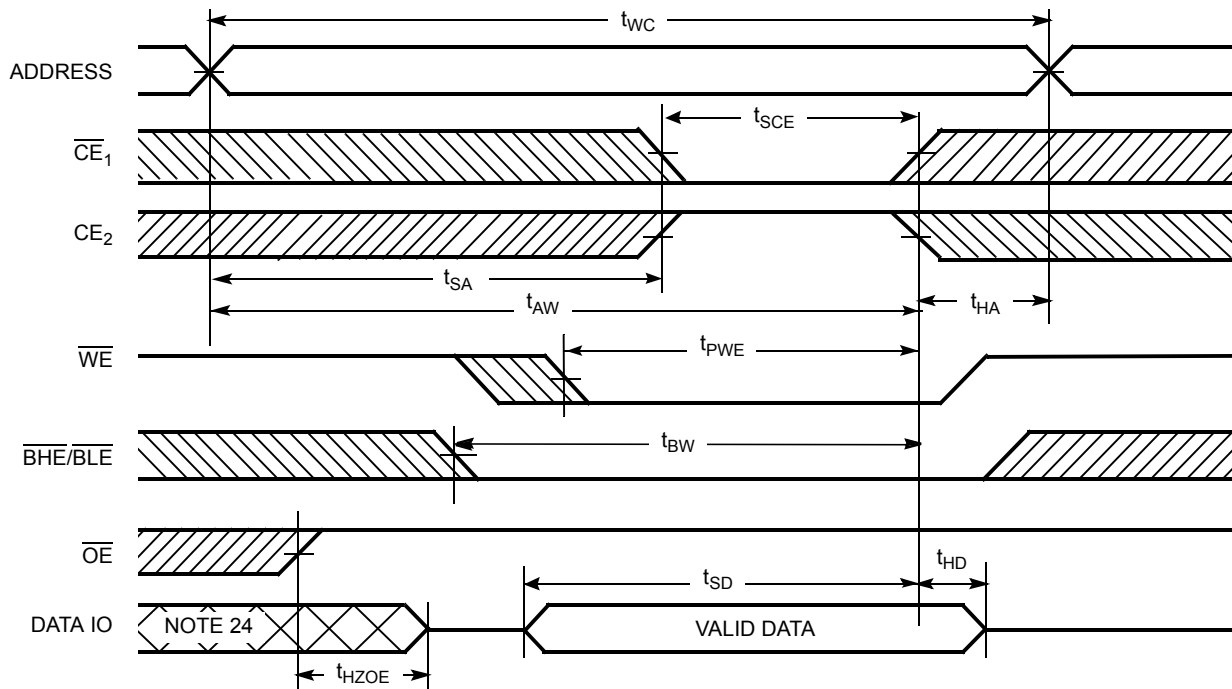 tWC
ADDRESS
tSCE
CE1
CE2
tSA
tAW
tHA
tPWE
WE
tBW
BHE/BLE
OE
tHD
tSD
DATA IO
NOTE 24
VALID DATA
tHZOE